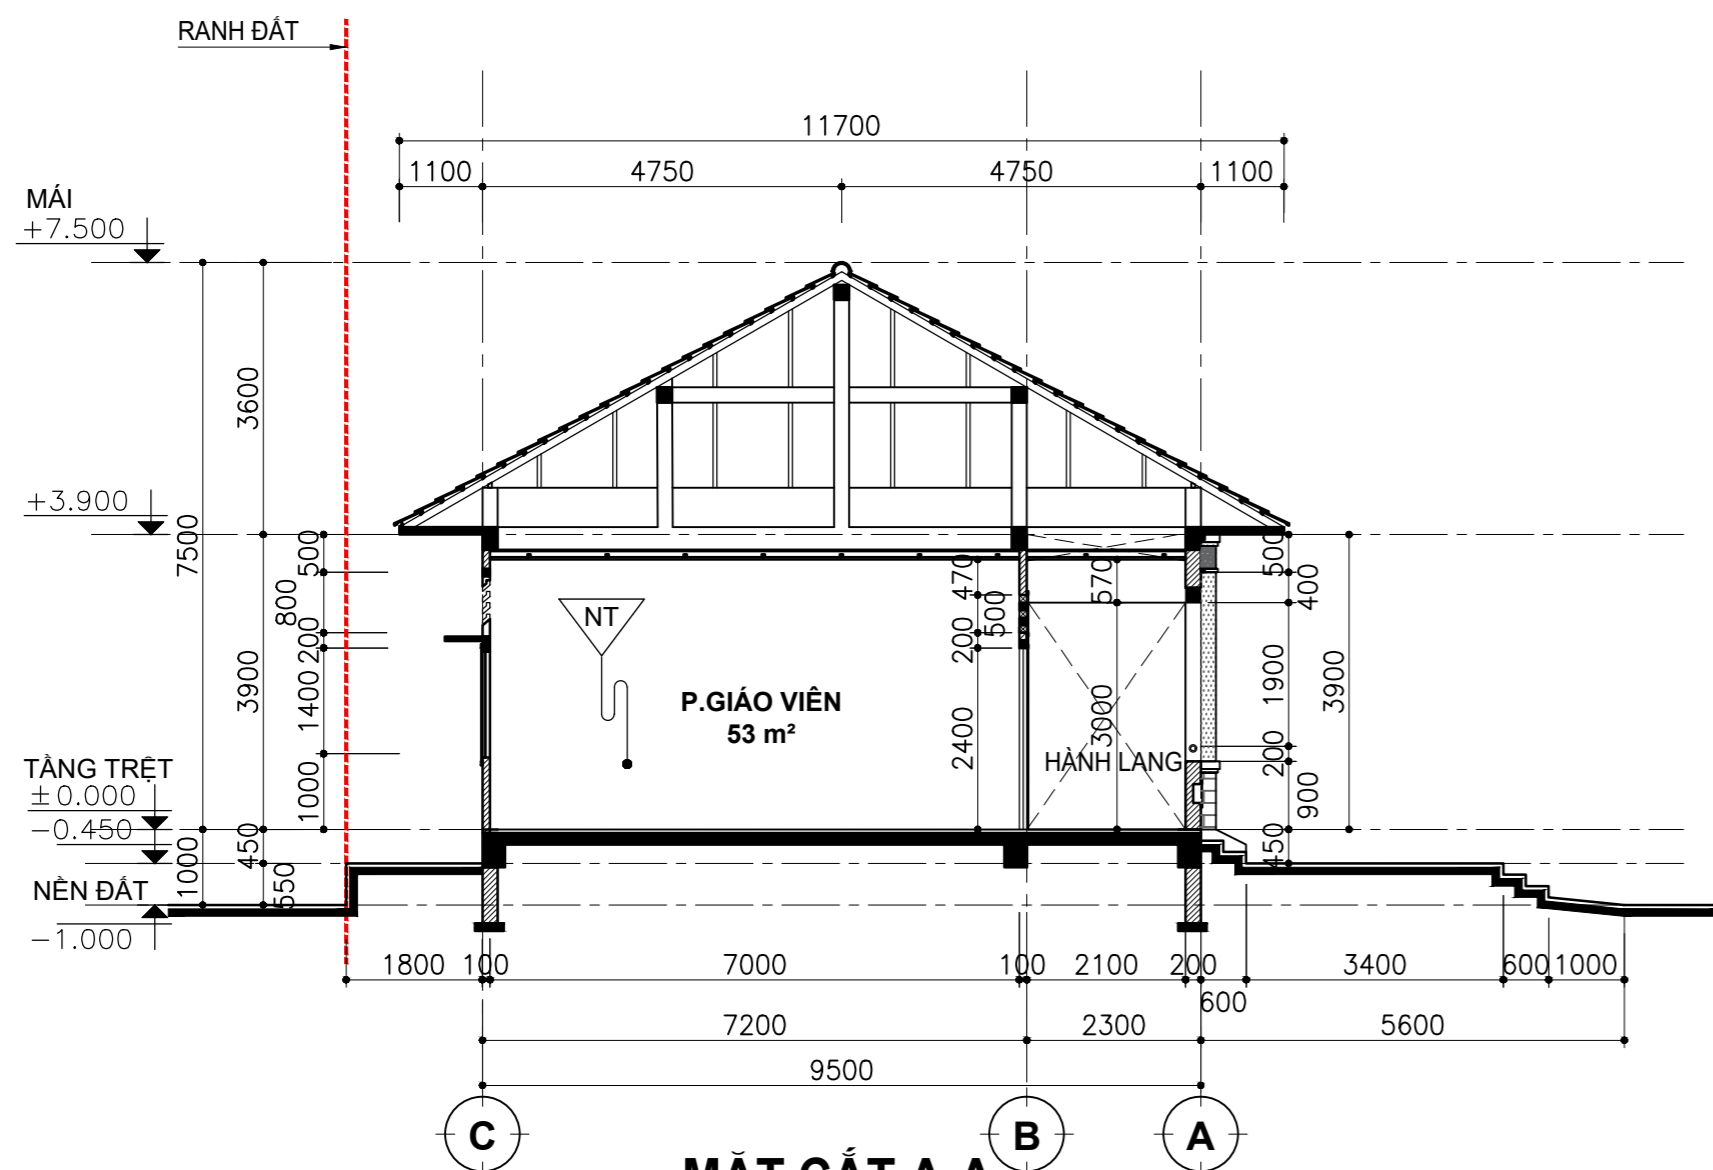 RANH ĐẤT
11700
1100 4750 4750 1100
MÁI
+7.500
3600
+3.900
7500
3900
500
800
200
1400
1000
TẦNG TRỆT
±0.000
-0.450
NỀN ĐẤT
-1.000
1000
450
550
NT
P.GIÁO VIÊN
53 m²
470
500
200
2400
570
3000
HÀNH LANG
500
400
1900
200
900
450
3900
1800 100 7000 100 2100 200 600 3400 600 1000
7200 2300 5600
9500
C B A
MẶT CẮT A-A